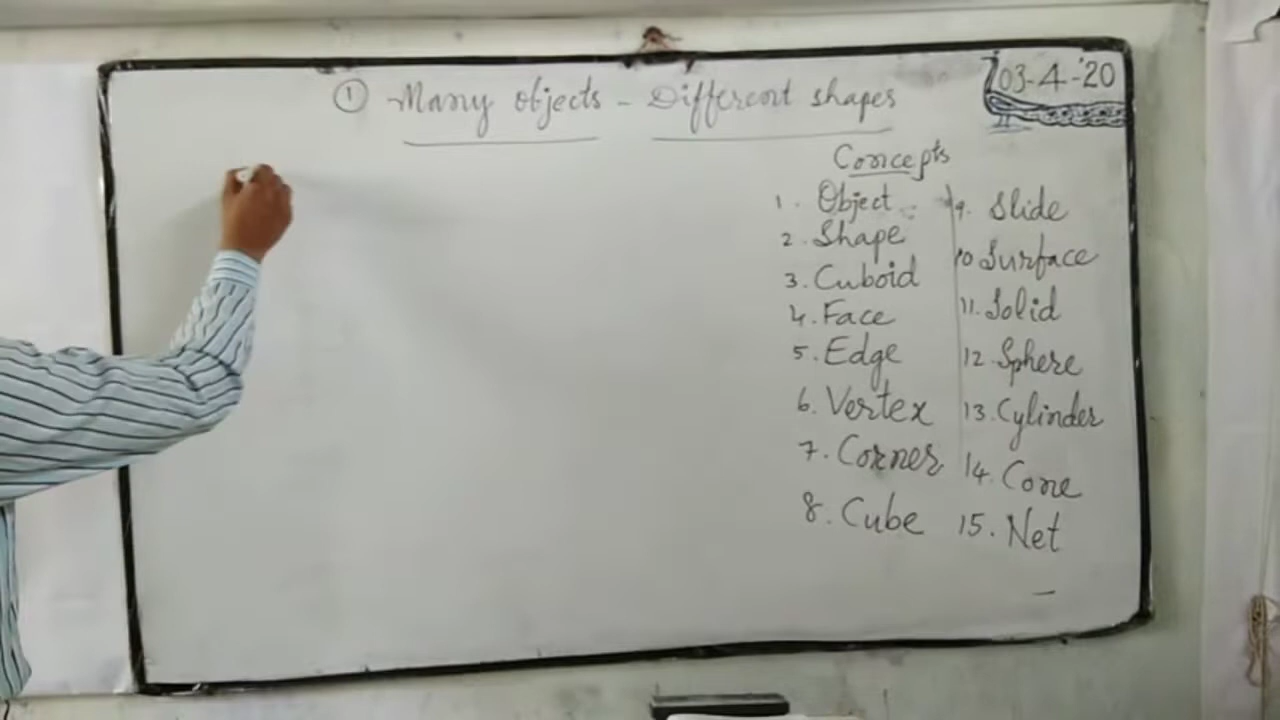 ① Many objects - Different shapes
03-4-'20
Concepts
1. Object
2. Shape
3. Cuboid
4. Face
5. Edge
6. Vertex
7. Corner
8. Cube
9. Slide
10 Surface
11. Solid
12 Sphere
13. Cylinder
14. Cone
15. Net